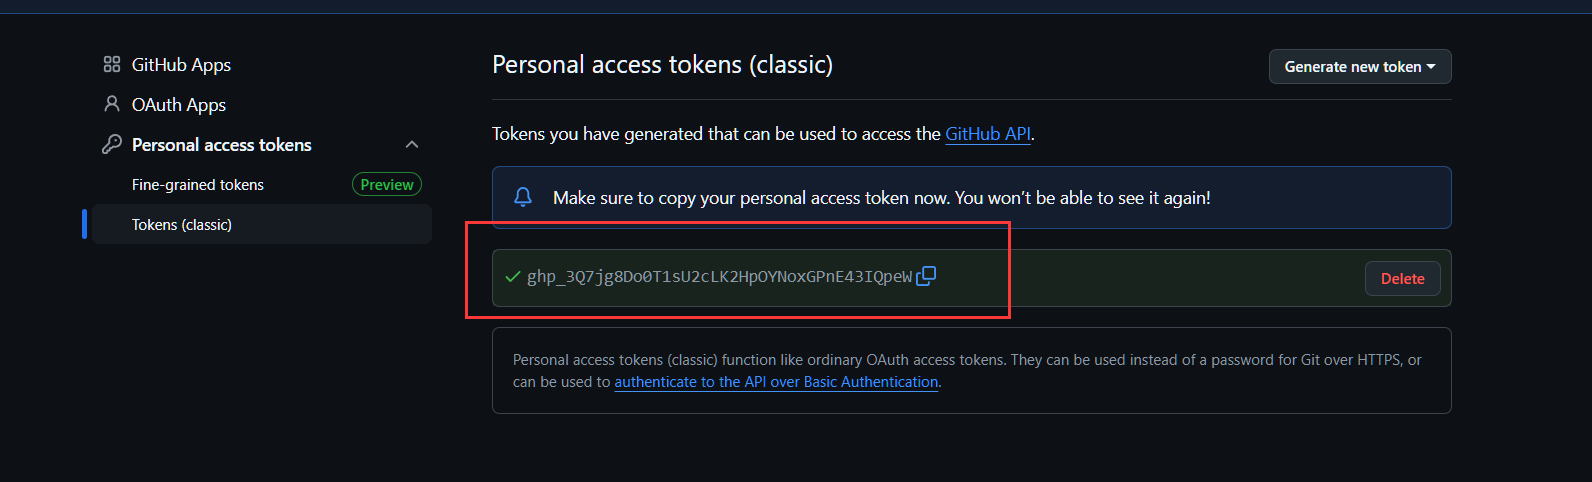 GitHub Apps
OAuth Apps
Personal access tokens
Fine-grained tokens Preview
Tokens (classic)
Personal access tokens (classic)
Generate new token
Tokens you have generated that can be used to access the GitHub API.
Make sure to copy your personal access token now. You won't be able to see it again!
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
Delete
Personal access tokens (classic) function like ordinary OAuth access tokens. They can be used instead of a password for Git over HTTPS, or
can be used to authenticate to the API over Basic Authentication.